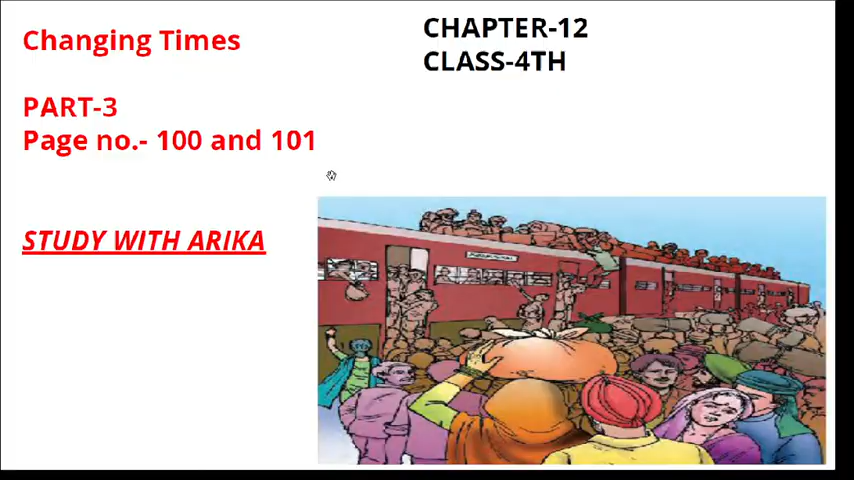 Changing Times
CHAPTER-12
CLASS-4TH
PART-3
Page no.- 100 and 101
STUDY WITH ARIKA